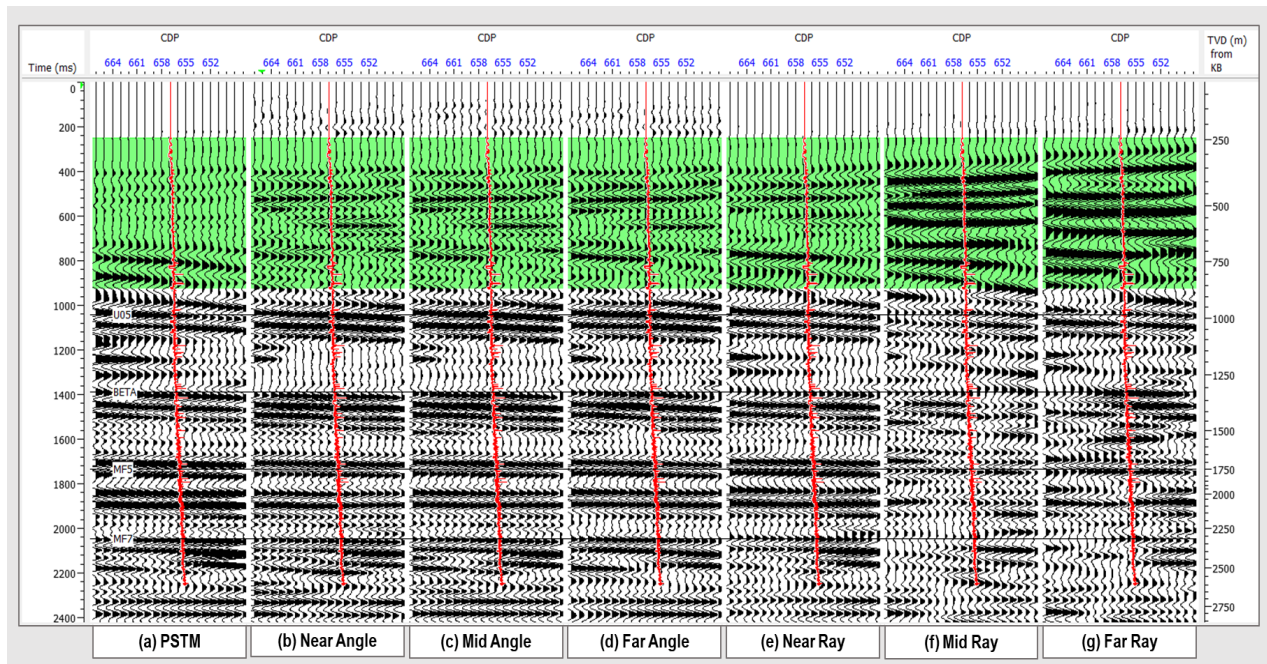 CDP CDP CDP CDP CDP CDP CDP TVD (m)
from
KB
Time (ms) 664 661 658 655 652 664 661 658 655 652 664 661 658 655 652 664 661 658 655 652 664 661 658 655 652 664 661 658 655 652 664 661 658 655 652
0
200
250
400
500
600
750
800
1000
U05
1000
1200
1250
BETA
1400
1500
1600
MF5
1750
1800
2000
2000
MF7
2250
2200
2500
2400
2750
(a) PSTM (b) Near Angle (c) Mid Angle (d) Far Angle (e) Near Ray (f) Mid Ray (g) Far Ray